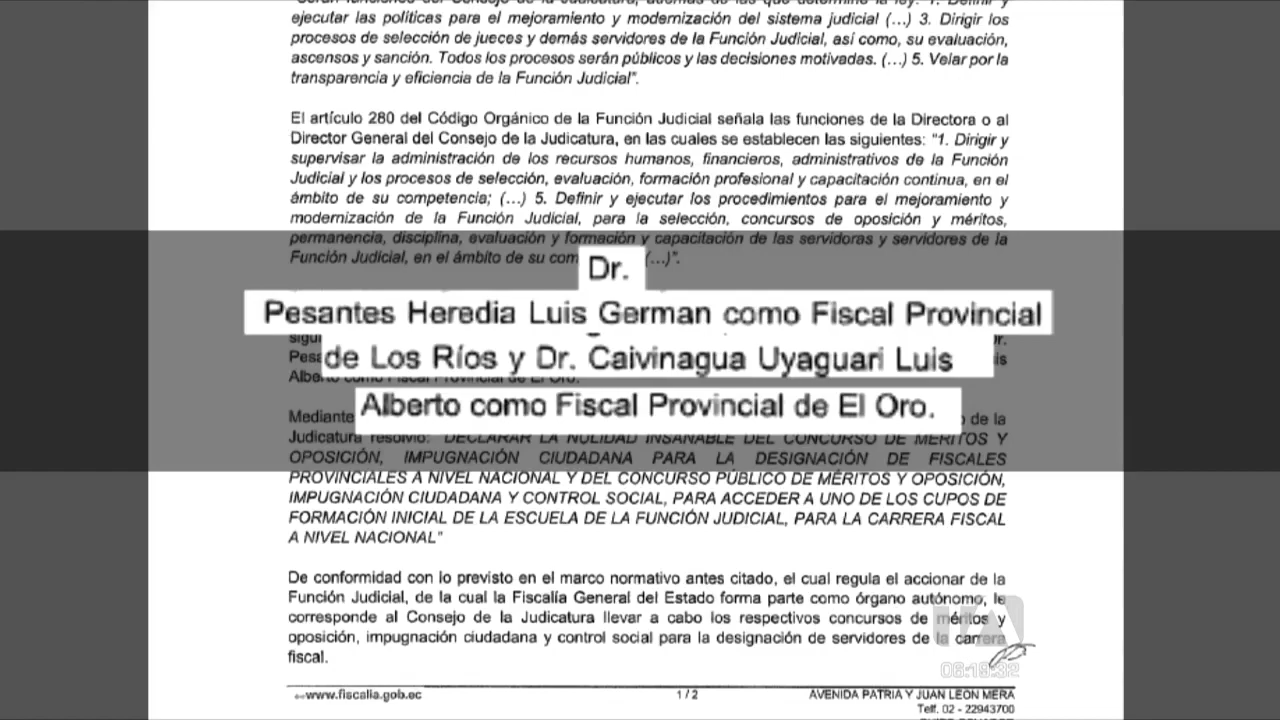 ejecutar las políticas para el mejoramiento y modernización del sistema judicial (...) 3. Dirigir los
procesos de selección de jueces y demás servidores de la Función Judicial, así como, su evaluación,
ascensos y sanción. Todos los procesos serán públicos y las decisiones motivadas. (...) 5. Velar por la
transparencia y eficiencia de la Función Judicial".
El artículo 280 del Código Orgánico de la Función Judicial señala las funciones de la Directora o al
Director General del Consejo de la Judicatura, en las cuales se establecen las siguientes: "1. Dirigir y
supervisar la administración de los recursos humanos, financieros, administrativos de la Función
Judicial y los procesos de selección, evaluación, formación profesional y capacitación continua, en el
ámbito de su competencia; (...) 5. Definir y ejecutar los procedimientos para el mejoramiento y
modernización de la Función Judicial, para la selección, concursos de oposición y méritos,
permanencia, disciplina, evaluación y formación y capacitación de las servidoras y servidores de la
Función Judicial, en el ámbito de su com (...)".
Dr.
Pesantes Heredia Luis German como Fiscal Provincial
de Los Ríos y Dr. Caivinagua Uyaguari Luis
Alberto como Fiscal Provincial de El Oro.
Mediante de la
Judicatura resolvió: "DECLARAR LA NULIDAD INSANABLE DEL CONCURSO DE MÉRITOS Y
OPOSICIÓN, IMPUGNACIÓN CIUDADANA PARA LA DESIGNACIÓN DE FISCALES
PROVINCIALES A NIVEL NACIONAL Y DEL CONCURSO PÚBLICO DE MÉRITOS Y OPOSICIÓN,
IMPUGNACIÓN CIUDADANA Y CONTROL SOCIAL, PARA ACCEDER A UNO DE LOS CUPOS DE
FORMACIÓN INICIAL DE LA ESCUELA DE LA FUNCIÓN JUDICIAL, PARA LA CARRERA FISCAL
A NIVEL NACIONAL"
De conformidad con lo previsto en el marco normativo antes citado, el cual regula el accionar de la
Función Judicial, de la cual la Fiscalía General del Estado forma parte como órgano autónomo, le
corresponde al Consejo de la Judicatura llevar a cabo los respectivos concursos de méritos y
oposición, impugnación ciudadana y control social para la designación de servidores de la carrera
fiscal.
06:19:32
www.fiscalia.gob.ec 1 / 2 AVENIDA PATRIA Y JUAN LEON MERA
Telf. 02 - 22943700